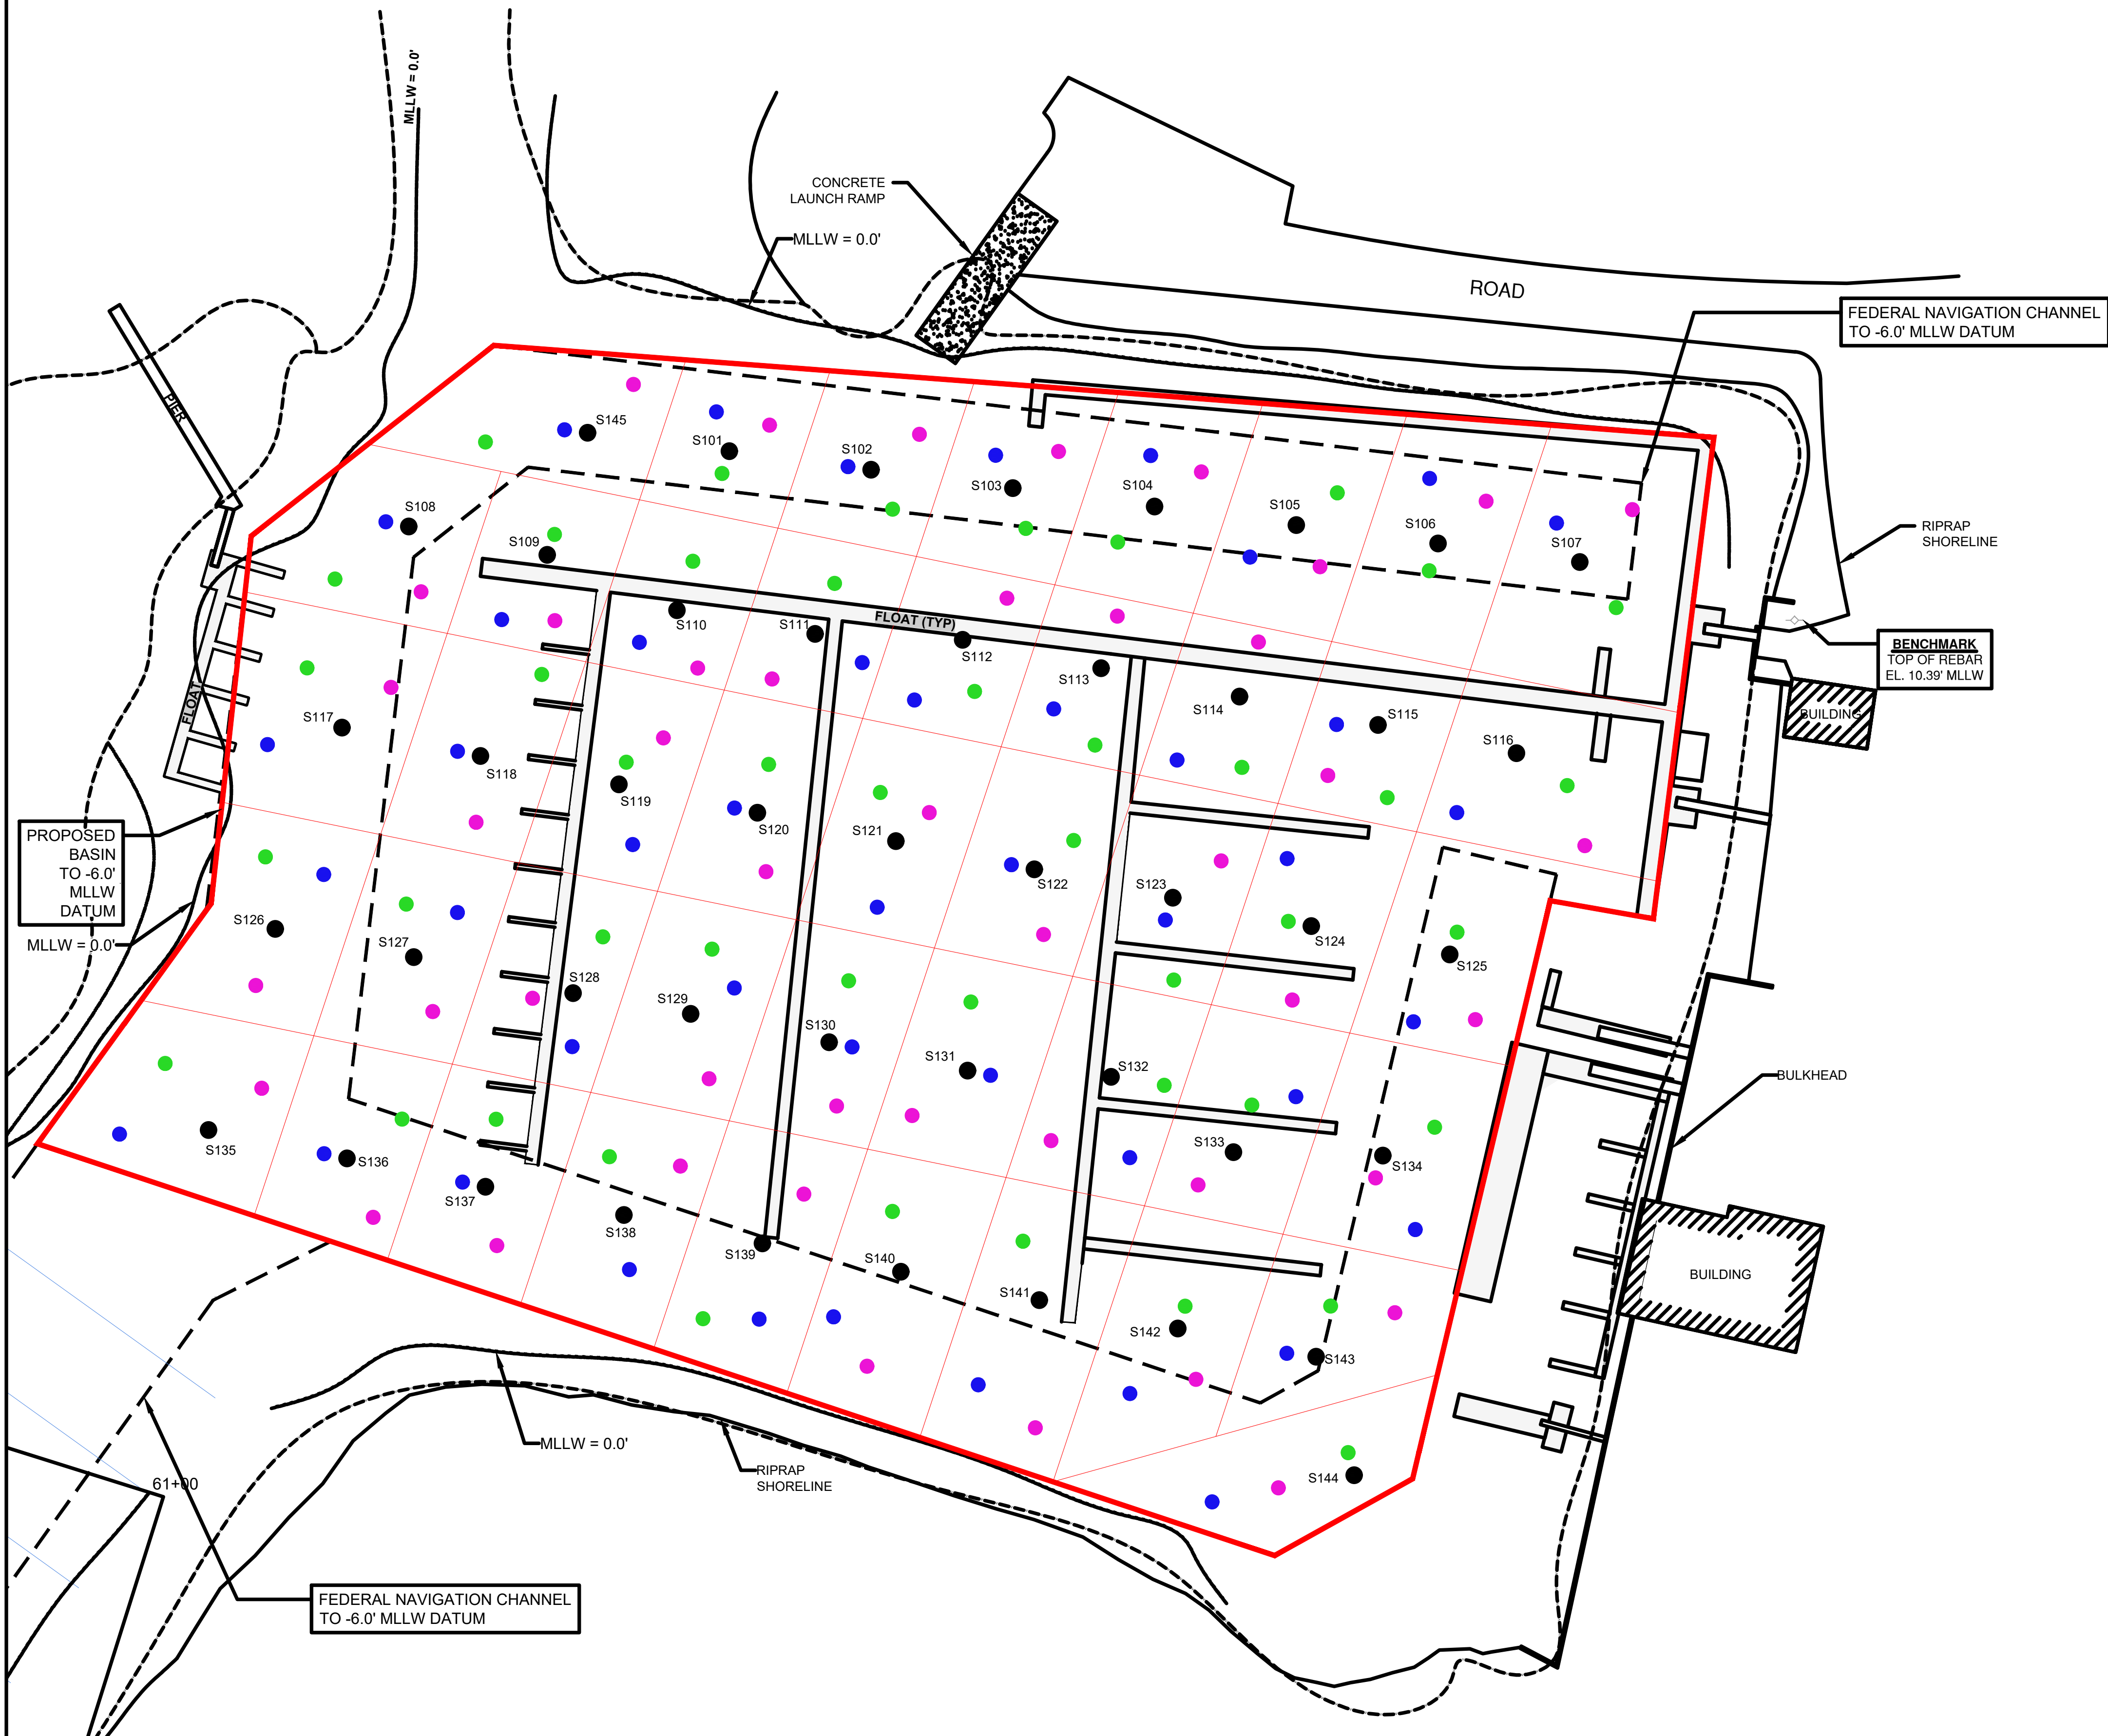 MLLW = 0.0'
CONCRETE
LAUNCH RAMP
MLLW = 0.0'
ROAD
FEDERAL NAVIGATION CHANNEL
TO -6.0' MLLW DATUM
PIER
S145
S101
S102
S103
S104
S105
S106
S107
RIPRAP
SHORELINE
S108
S109
S110
S111
FLOAT (TYP)
S112
S113
S114
S115
S116
BENCHMARK
TOP OF REBAR
EL. 10.39' MLLW
BUILDING
FLOAT
S117
S118
S119
S120
S121
S122
S123
S124
S125
PROPOSED
BASIN
TO -6.0'
MLLW
DATUM
MLLW = 0.0'
S126
S127
S128
S129
S130
S131
S132
S133
S134
BULKHEAD
S135
S136
S137
S138
S139
S140
S141
S142
S143
BUILDING
S144
MLLW = 0.0'
RIPRAP
SHORELINE
61+00
FEDERAL NAVIGATION CHANNEL
TO -6.0' MLLW DATUM